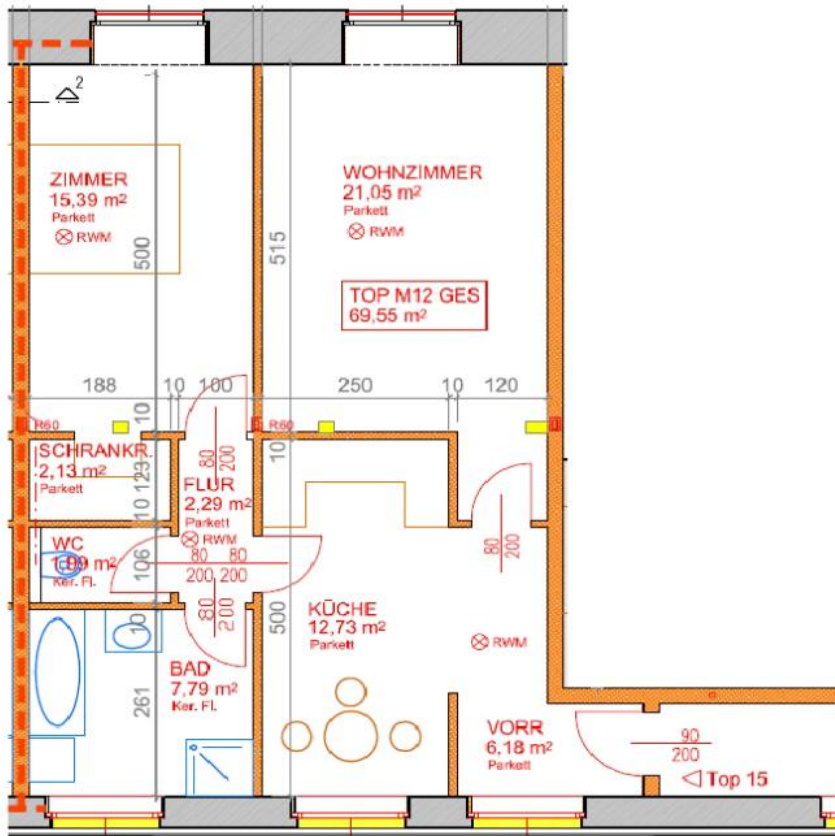 2
ZIMMER
15,39 m²
Parkett
RWM
WOHNZIMMER
21,05 m²
Parkett
RWM
500
515
TOP M12 GES
69,55 m²
188
10
100
250
10
120
10
R60
R60
10
80
200
SCHRANKR.
2,13 m²
Parkett
123
10
FLUR
2,29 m²
Parkett
RWM
WC
1,99 m²
Ker. Fl.
106
80
200
80
200
80
200
10
80
200
500
KÜCHE
12,73 m²
Parkett
RWM
BAD
7,79 m²
Ker. Fl.
261
VORR
6,18 m²
Parkett
90
200
Top 15